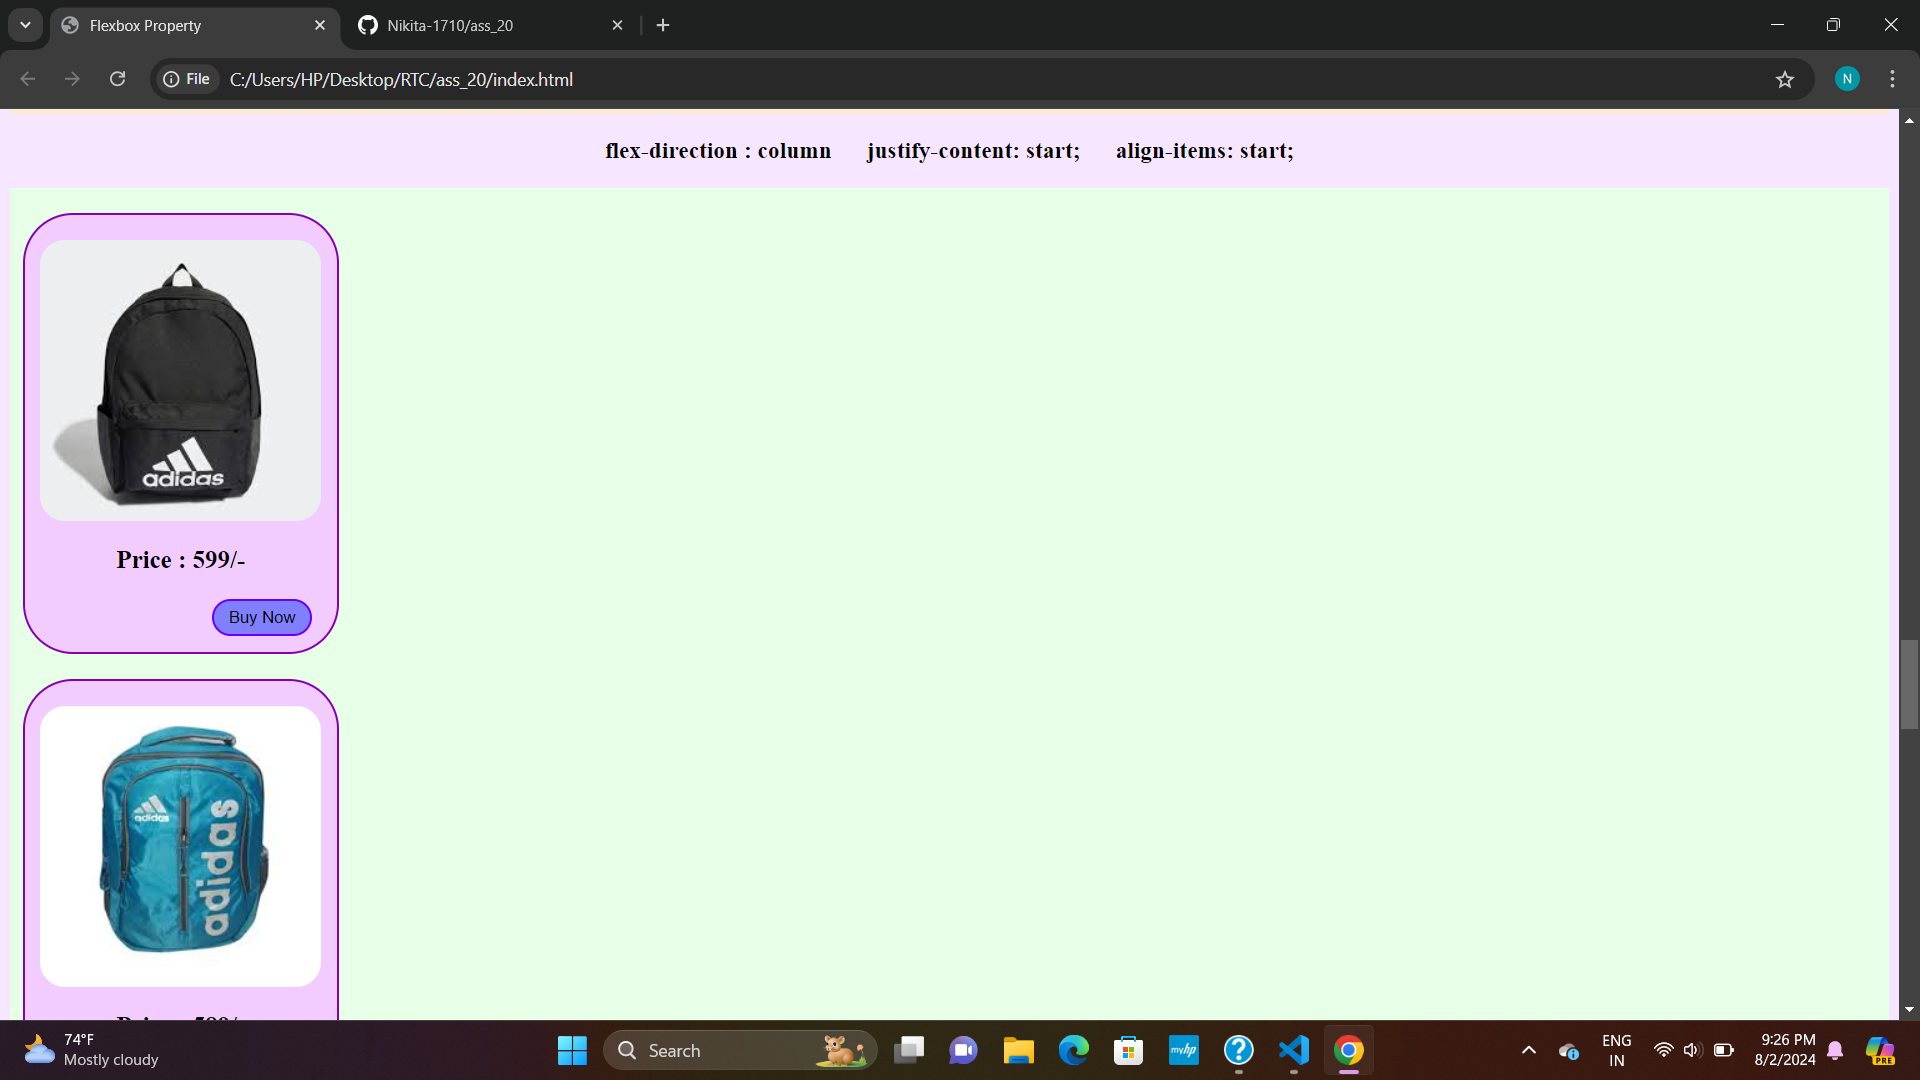 Flexbox Property
Nikita-1710/ass_20
File
C:/Users/HP/Desktop/RTC/ass_20/index.html
N
flex-direction : column justify-content: start; align-items: start;
adidas
Price : 599/-
Buy Now
adidas
adidas
74°F
Mostly cloudy
Search
myhp
ENG
IN
9:26 PM
8/2/2024
PRE